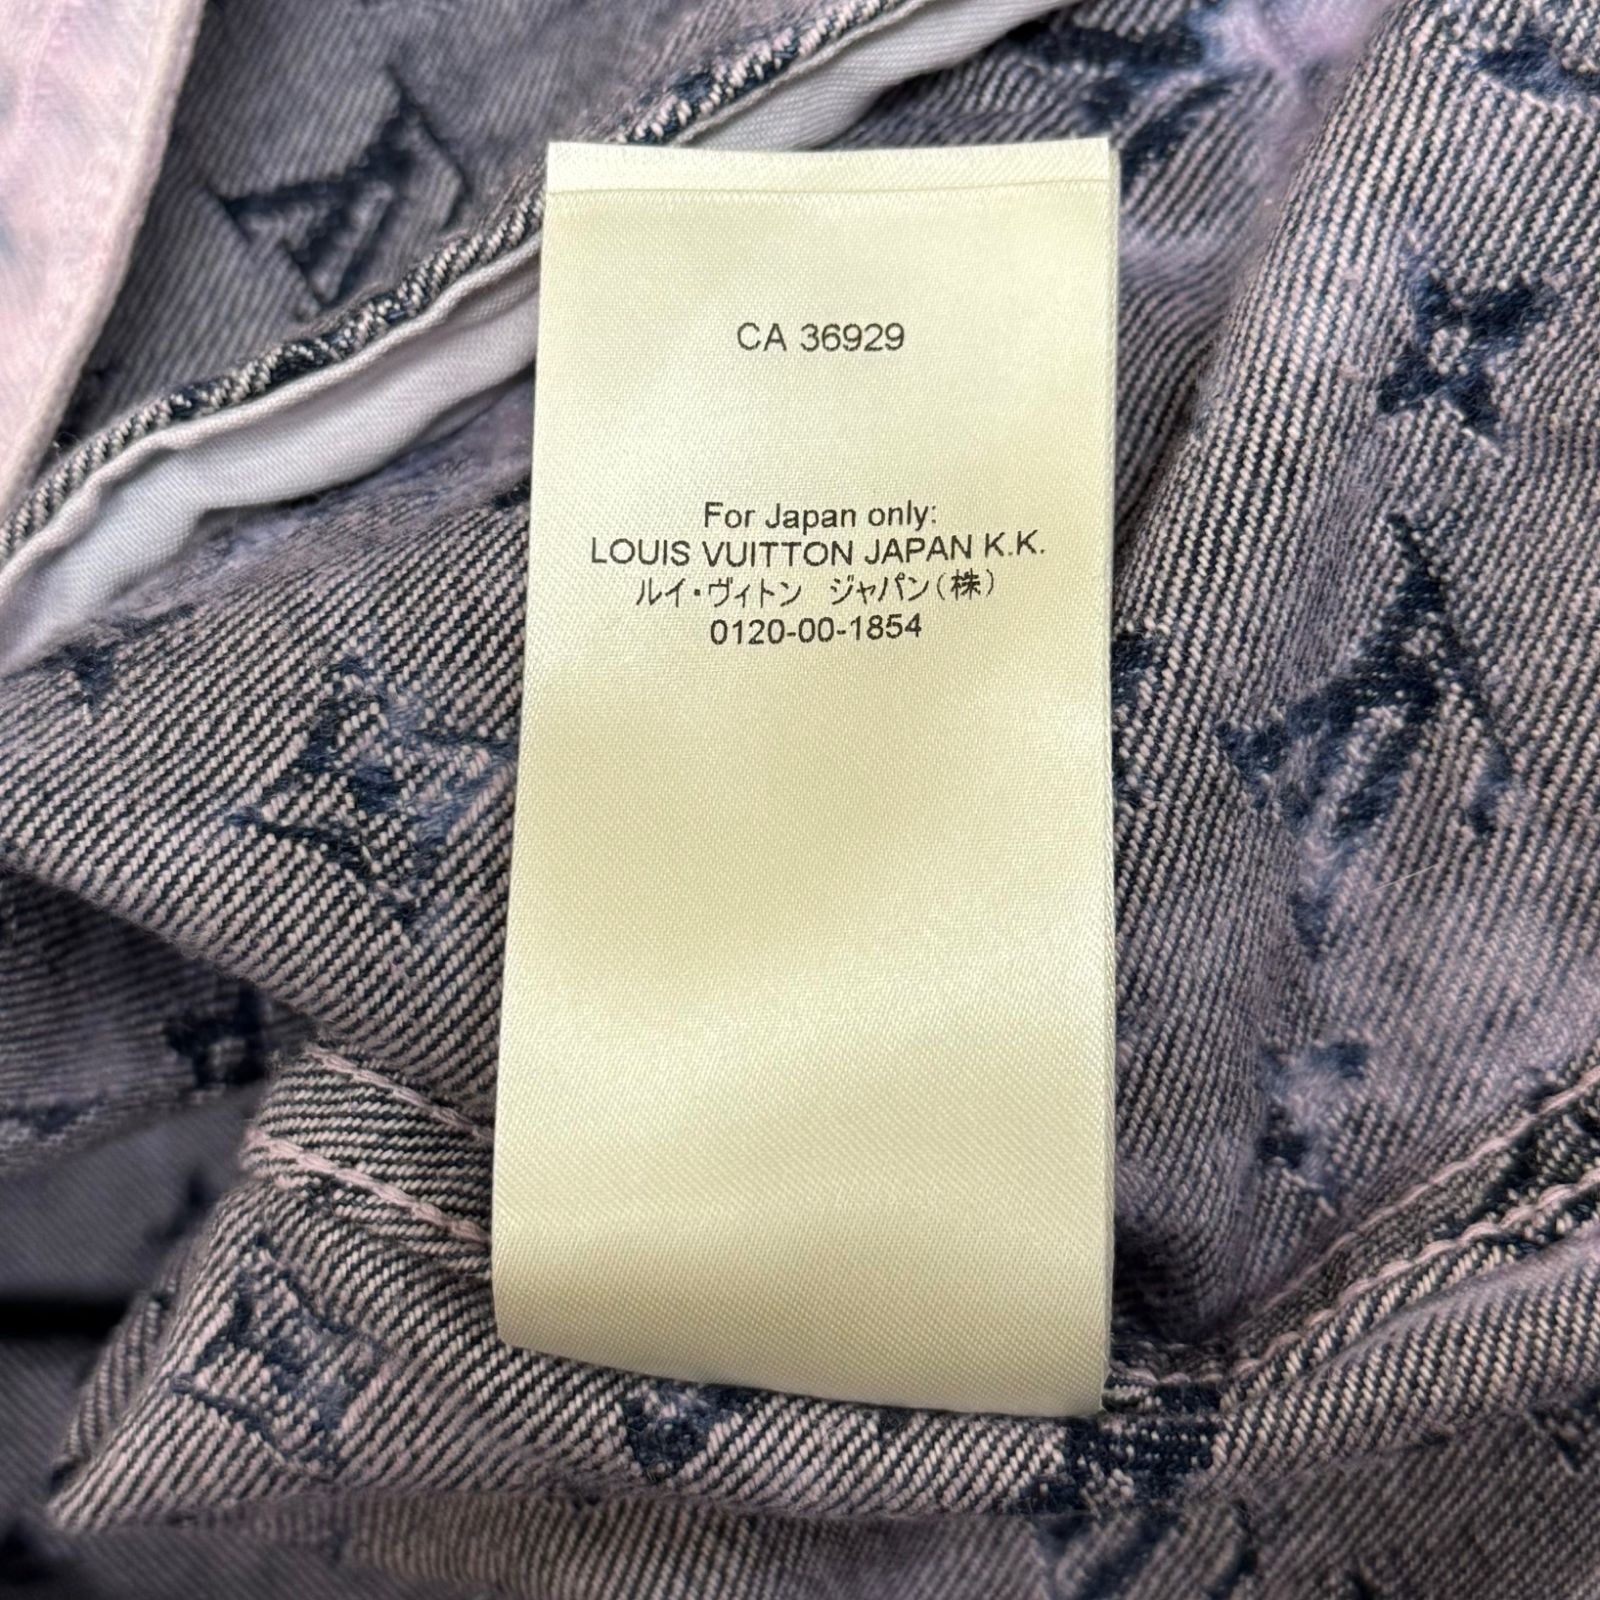 CA 36929
For Japan only:
LOUIS VUITTON JAPAN K.K.
ルイ・ヴィトン ジャパン(株)
0120-00-1854